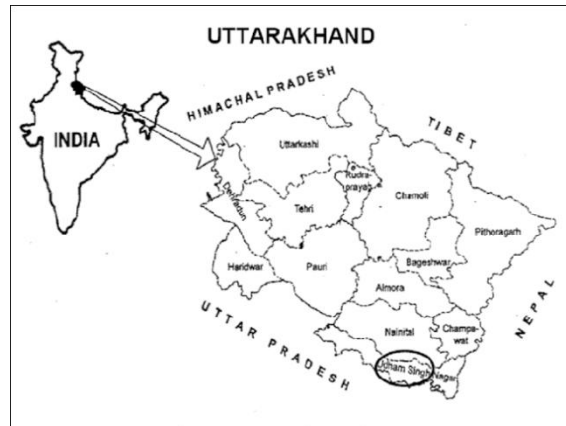 UTTARAKHAND
HIMACHAL PRADESH
TIBET
INDIA
Uttarkashi
Rudra-
prayag
Dehradun
Tehri
Chamoli
Pithoragarh
Haridwar
Pauri
Bageshwar
Almora
NEPAL
UTTAR PRADESH
Nainital
Champa-
wat
Udham Singh Nagar